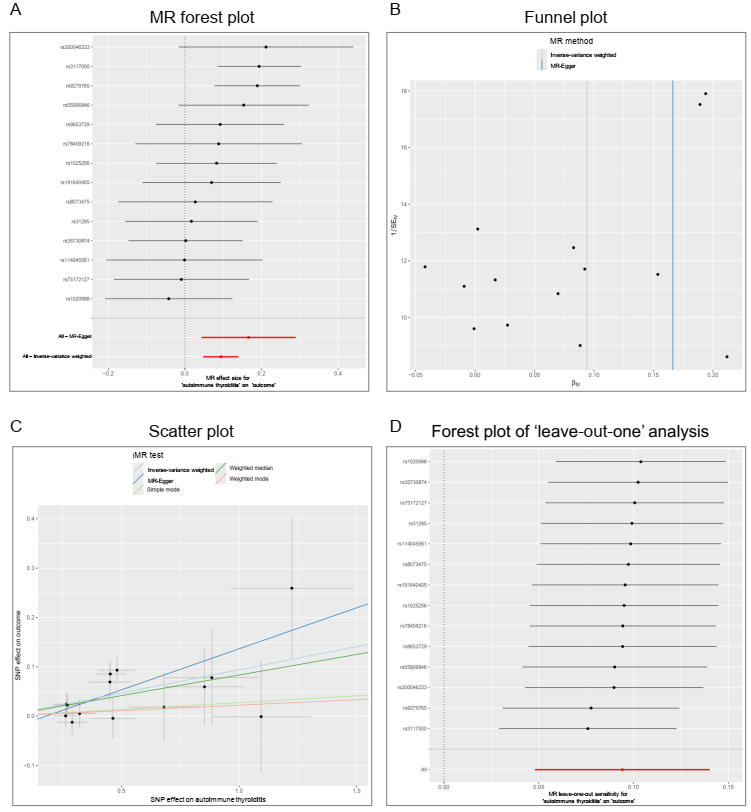 A
MR forest plot
rs200046233
rs3117000
rs9279765
rs55906846
rs9653729
rs78459216
rs1025256
rs191640405
rs8073475
rs31295
rs35730874
rs114045561
rs75172127
rs1020998
All – MR-Egger
All – Inverse-variance weighted
−0.2
0.0
0.2
0.4
MR effect size for
'autoimmune thyroiditis' on 'outcome'
B
Funnel plot
MR method
Inverse-variance weighted
MR-Egger
18
16
14
12
10
1/SEIV
−0.05
0.00
0.05
0.10
0.15
0.20
βIV
C
Scatter plot
MR test
Inverse-variance weighted
MR-Egger
Simple mode
Weighted median
Weighted mode
0.4
0.3
0.2
0.1
0.0
−0.1
SNP effect on outcome
0.5
1.0
1.5
SNP effect on autoimmune thyroiditis
D
Forest plot of 'leave-out-one' analysis
rs1020998
rs35730874
rs75172127
rs31295
rs114045561
rs8073475
rs191640405
rs1025256
rs78459216
rs9653729
rs55906846
rs200046233
rs9279765
rs3117000
All
0.00
0.05
0.10
0.15
MR leave-one-out sensitivity for
'autoimmune thyroiditis' on 'outcome'